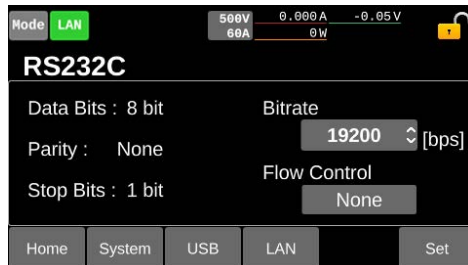 Mode LAN 500V 60A 0.000A -0.05V 0W
RS232C
Data Bits : 8 bit
Parity : None
Stop Bits : 1 bit
Bitrate
19200 [bps]
Flow Control
None
Home System USB LAN Set